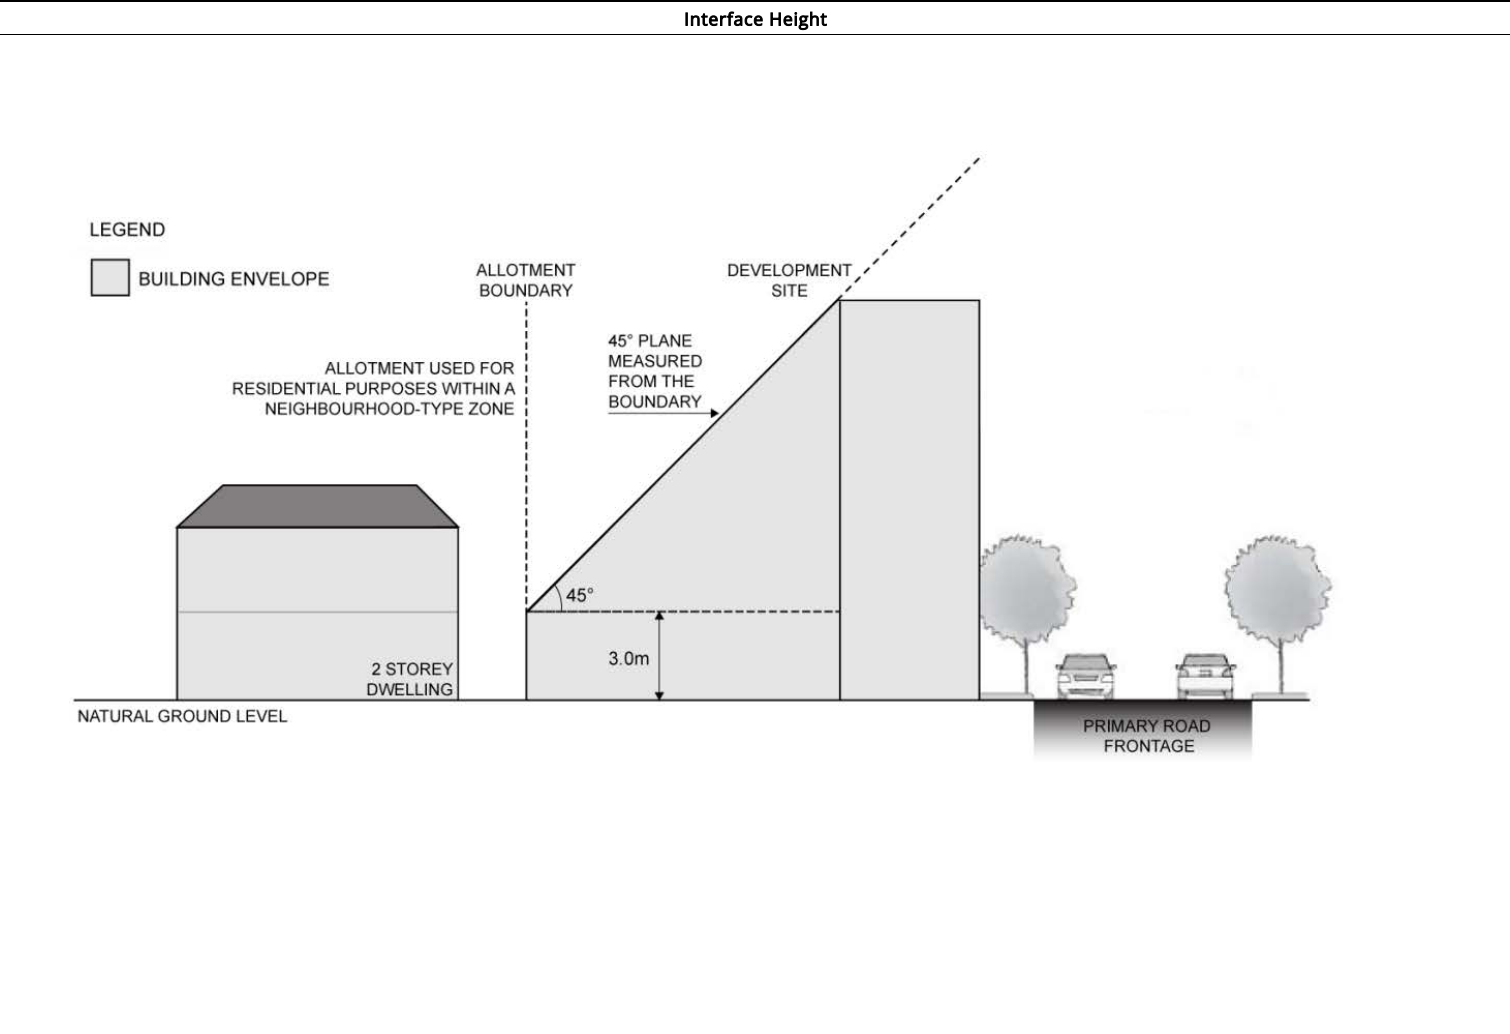 Interface Height
LEGEND
BUILDING ENVELOPE
ALLOTMENT
BOUNDARY
DEVELOPMENT
SITE
45° PLANE
MEASURED
FROM THE
BOUNDARY
ALLOTMENT USED FOR
RESIDENTIAL PURPOSES WITHIN A
NEIGHBOURHOOD-TYPE ZONE
45°
3.0m
2 STOREY
DWELLING
NATURAL GROUND LEVEL
PRIMARY ROAD
FRONTAGE